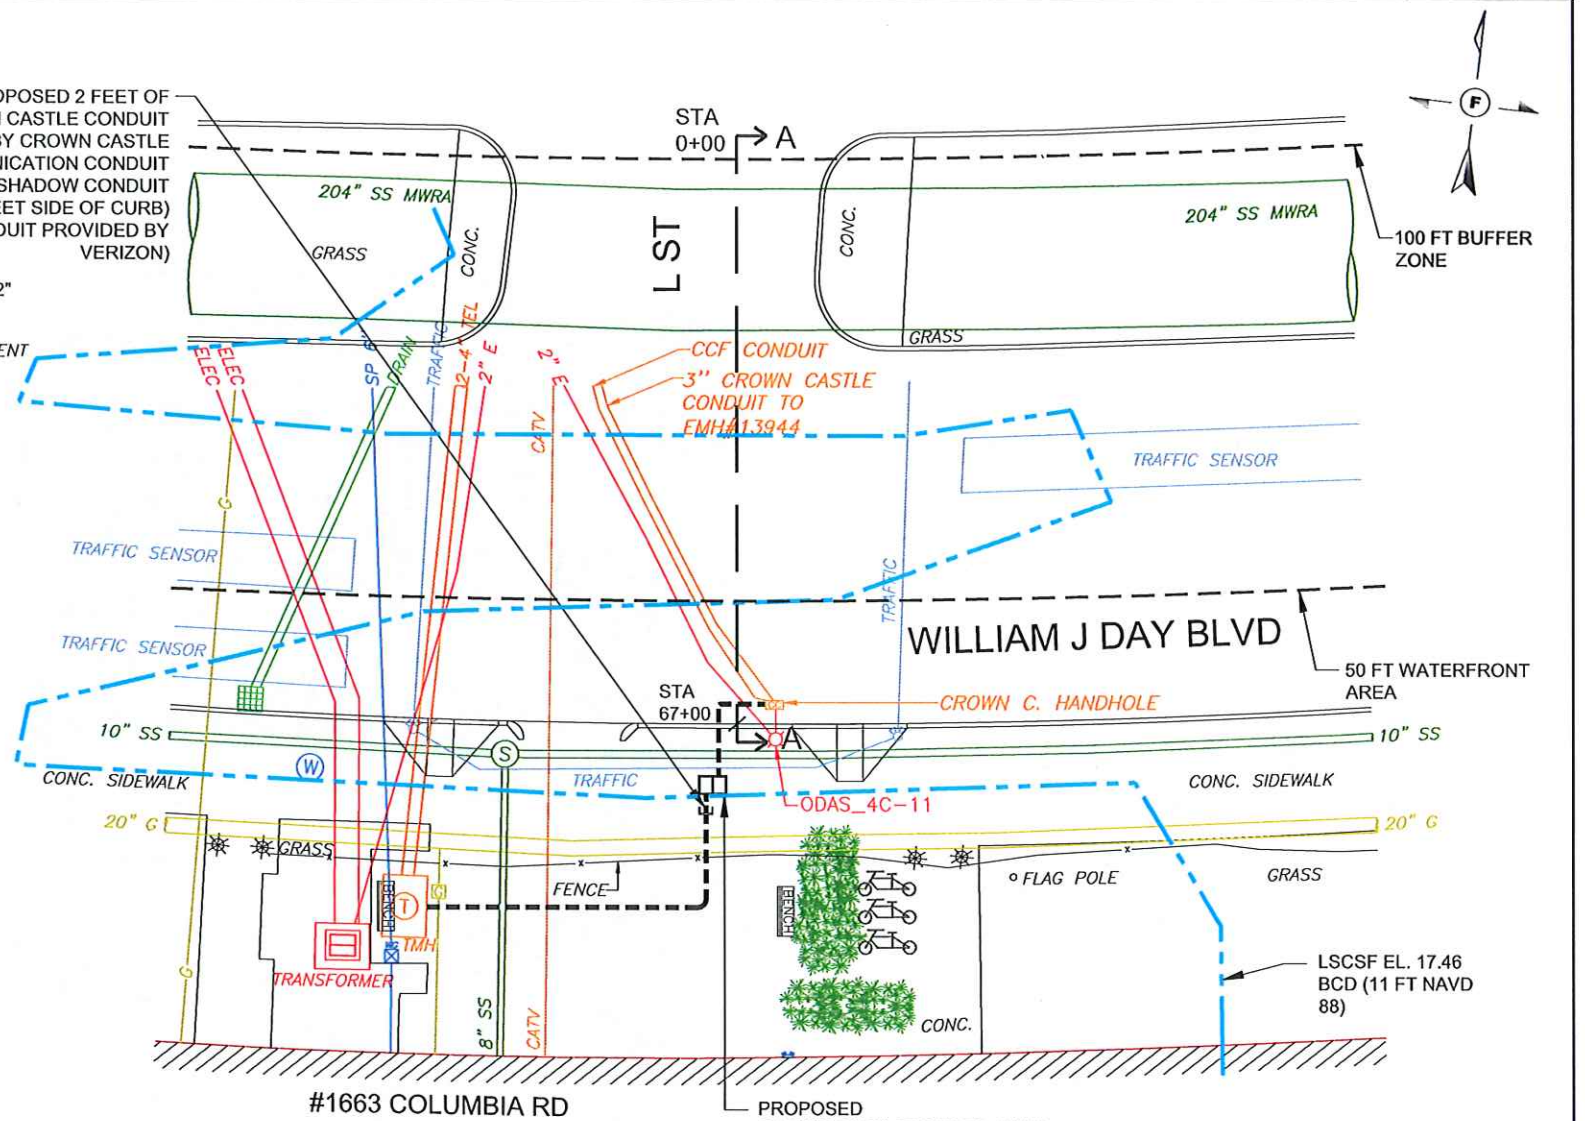 OPOSED 2 FEET OF
CASTLE CONDUIT
BY CROWN CASTLE
NICATION CONDUIT
SHADOW CONDUIT
EET SIDE OF CURB)
DUIT PROVIDED BY
VERIZON)
2"
ENT
STA
0+00
A
F
204" SS MWRA
GRASS
CONC.
L ST
CONC.
204" SS MWRA
GRASS
100 FT BUFFER
ZONE
ELEC
ELEC
SP 6"
DRAIN
TRAFFIC
2-4" TEL
2" E
2" E
CATV
CCF CONDUIT
3" CROWN CASTLE
CONDUIT TO
EMH#13944
TRAFFIC SENSOR
G
TRAFFIC SENSOR
TRAFFIC
TRAFFIC SENSOR
WILLIAM J DAY BLVD
50 FT WATERFRONT
AREA
STA
67+00
CROWN C. HANDHOLE
A
10" SS
S
10" SS
W
CONC. SIDEWALK
TRAFFIC
CONC. SIDEWALK
ODAS_4C-11
20" G
20" G
GRASS
FENCE
FLAG POLE
GRASS
BENCH
T
G
BENCH
TMH
TRANSFORMER
G
8" SS
CATV
CONC.
LSCSF EL. 17.46
BCD (11 FT NAVD
88)
#1663 COLUMBIA RD
PROPOSED